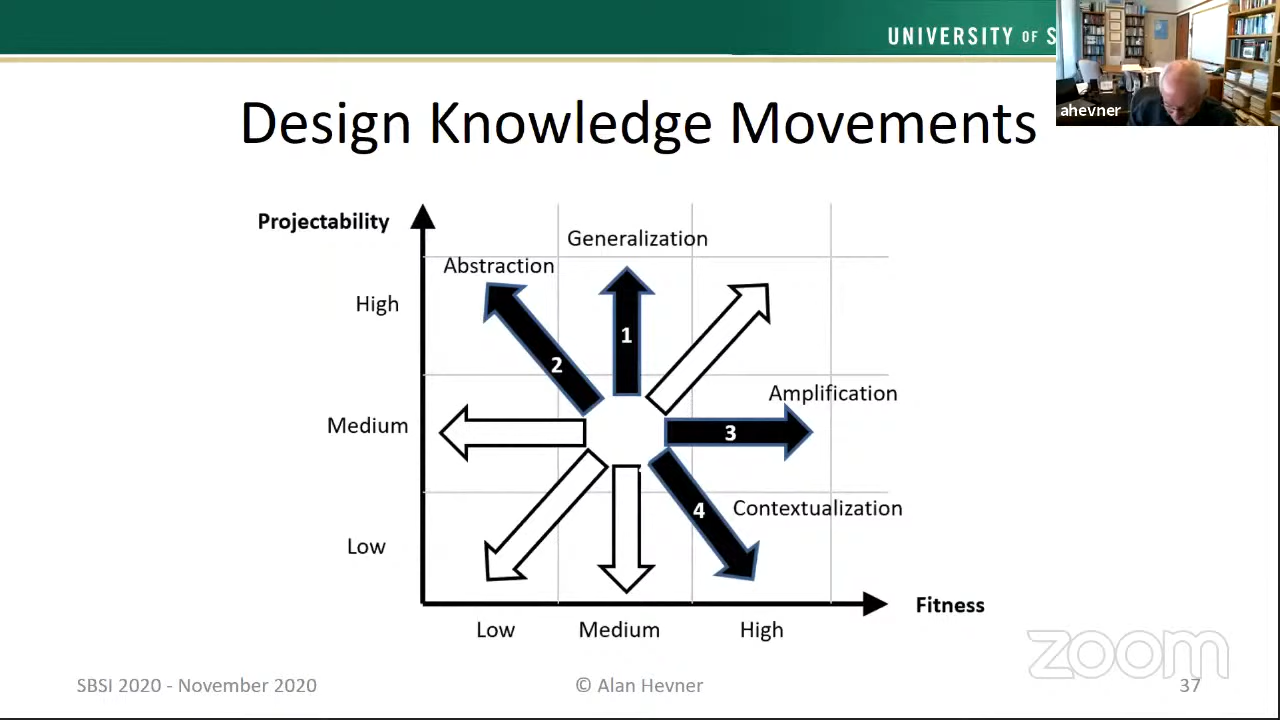 UNIVERSITY OF S
ahevner
Design Knowledge Movements
Projectability
Generalization
Abstraction
High
1
2
Amplification
Medium
3
4
Contextualization
Low
Fitness
Low Medium High
zoom
SBSI 2020 - November 2020 © Alan Hevner 37